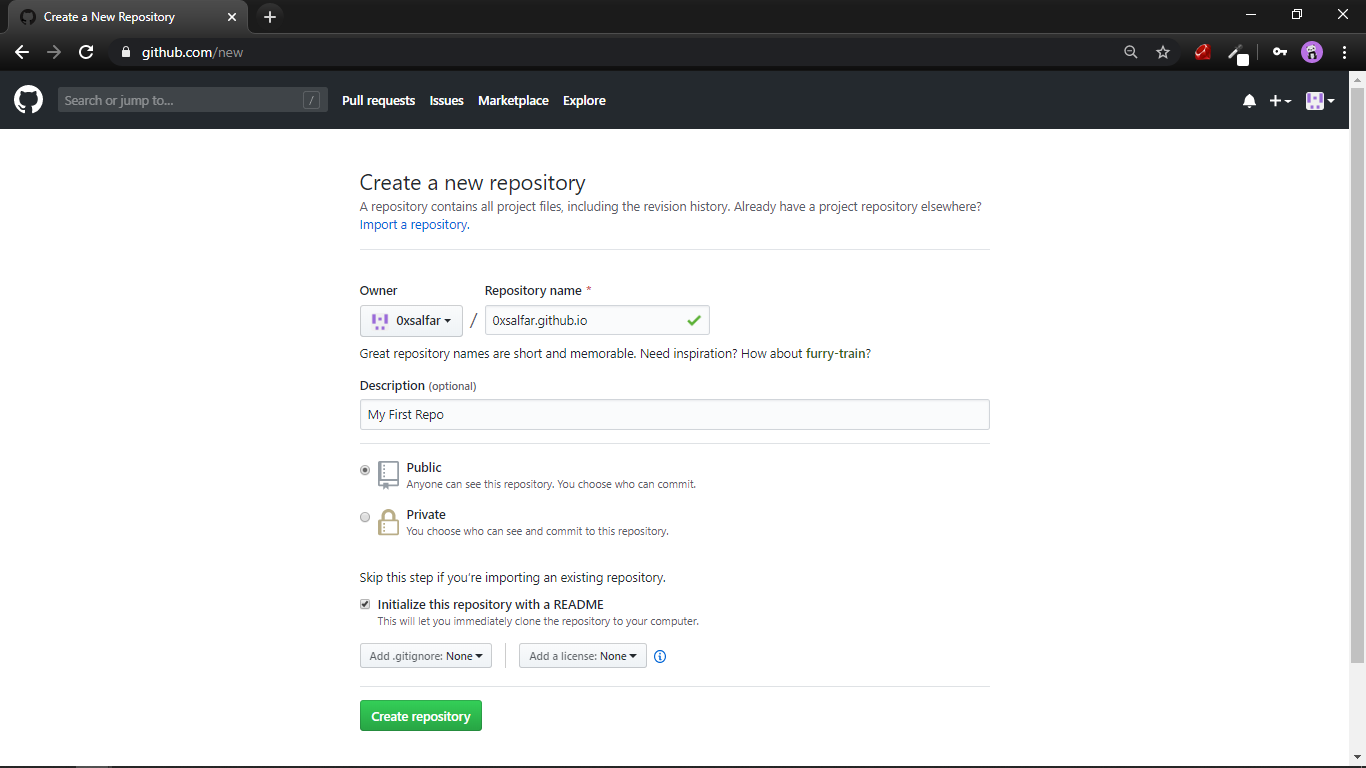 Create a New Repository
github.com/new
Search or jump to... /
Pull requests Issues Marketplace Explore
Create a new repository
A repository contains all project files, including the revision history. Already have a project repository elsewhere?
Import a repository.
Owner Repository name *
0xsalfar / 0xsalfar.github.io
Great repository names are short and memorable. Need inspiration? How about furry-train?
Description (optional)
My First Repo
Public
Anyone can see this repository. You choose who can commit.
Private
You choose who can see and commit to this repository.
Skip this step if you're importing an existing repository.
Initialize this repository with a README
This will let you immediately clone the repository to your computer.
Add .gitignore: None Add a license: None
Create repository